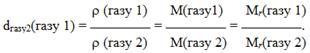 dгазу2(газу 1) = ρ (газу 1) / ρ (газу 2) = M(газу1) / M(газу 2) = Mr(газу 1) / Mr(газу 2).